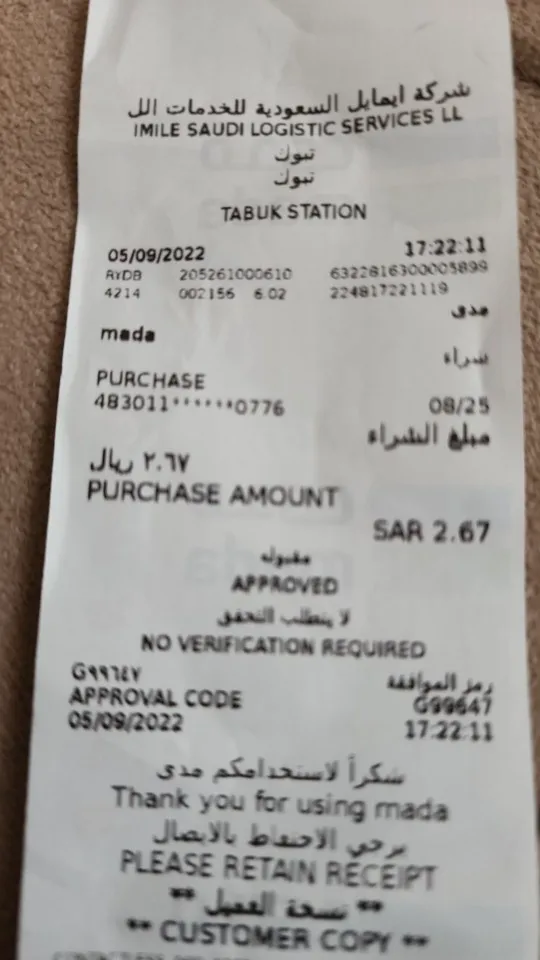 شركة ايمايل السعودية للخدمات الل
IMILE SAUDI LOGISTIC SERVICES LL
تبوك
تبوك
TABUK STATION
05/09/2022 17:22:11
RYDB 205261000610 6322816300005899
4214 002156 6.02 224817221119
مدى
mada
شراء
PURCHASE
483011******0776 08/25
مبلغ الشراء
٢.٦٧ ريال
PURCHASE AMOUNT
SAR 2.67
مقبوله
APPROVED
لا يتطلب التحقق
NO VERIFICATION REQUIRED
G٩٩٦٤٧ رمز الموافقة
APPROVAL CODE G99647
05/09/2022 17:22:11
شكراً لاستخدامكم مدى
Thank you for using mada
يرجي الاحتفاظ بالايصال
PLEASE RETAIN RECEIPT
** نسخة العميل **
** CUSTOMER COPY **